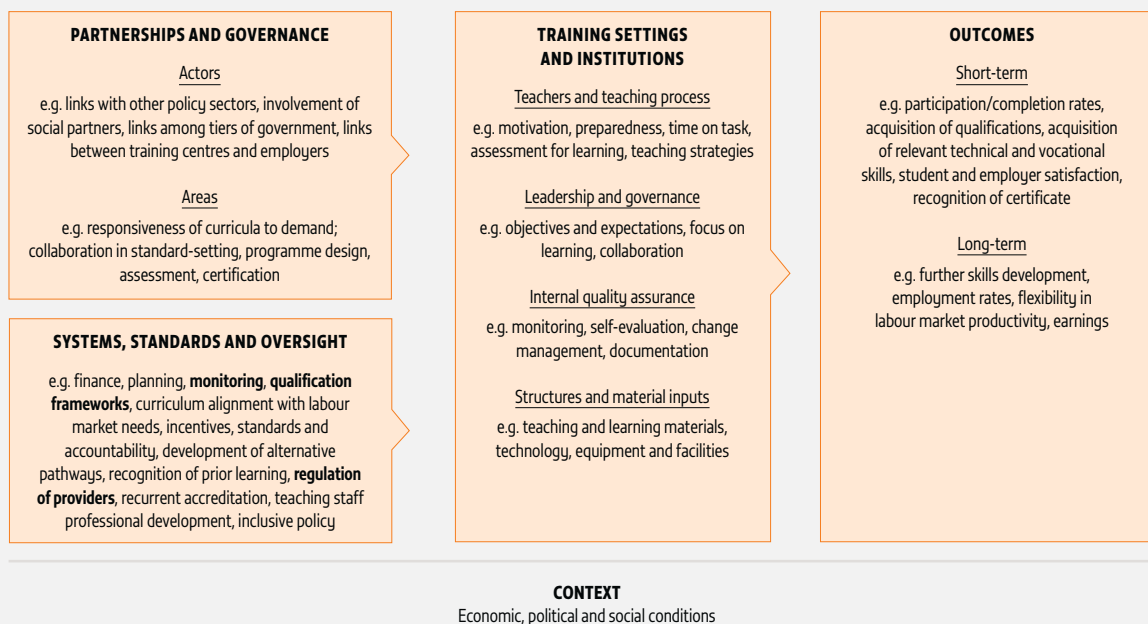 PARTNERSHIPS AND GOVERNANCE
Actors
e.g. links with other policy sectors, involvement of
social partners, links among tiers of government, links
between training centres and employers
Areas
e.g. responsiveness of curricula to demand;
collaboration in standard-setting, programme design,
assessment, certification
SYSTEMS, STANDARDS AND OVERSIGHT
e.g. finance, planning, monitoring, qualification
frameworks, curriculum alignment with labour
market needs, incentives, standards and
accountability, development of alternative
pathways, recognition of prior learning, regulation
of providers, recurrent accreditation, teaching staff
professional development, inclusive policy
TRAINING SETTINGS
AND INSTITUTIONS
Teachers and teaching process
e.g. motivation, preparedness, time on task,
assessment for learning, teaching strategies
Leadership and governance
e.g. objectives and expectations, focus on
learning, collaboration
Internal quality assurance
e.g. monitoring, self-evaluation, change
management, documentation
Structures and material inputs
e.g. teaching and learning materials,
technology, equipment and facilities
OUTCOMES
Short-term
e.g. participation/completion rates,
acquisition of qualifications, acquisition
of relevant technical and vocational
skills, student and employer satisfaction,
recognition of certificate
Long-term
e.g. further skills development,
employment rates, flexibility in
labour market productivity, earnings
CONTEXT
Economic, political and social conditions